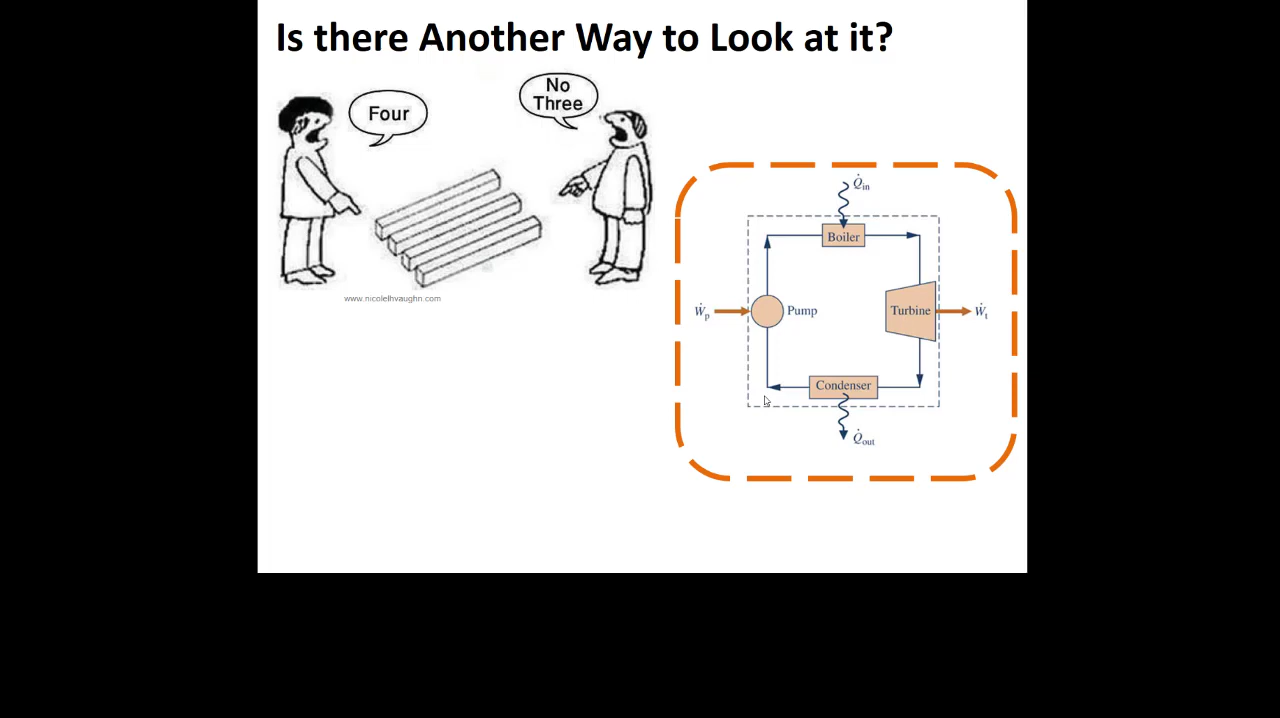 Is there Another Way to Look at it?
Four
No
Three
www.nicolelhvaughn.com
Q̇in
Boiler
Ẇp
Pump
Turbine
Ẇt
Condenser
Q̇out